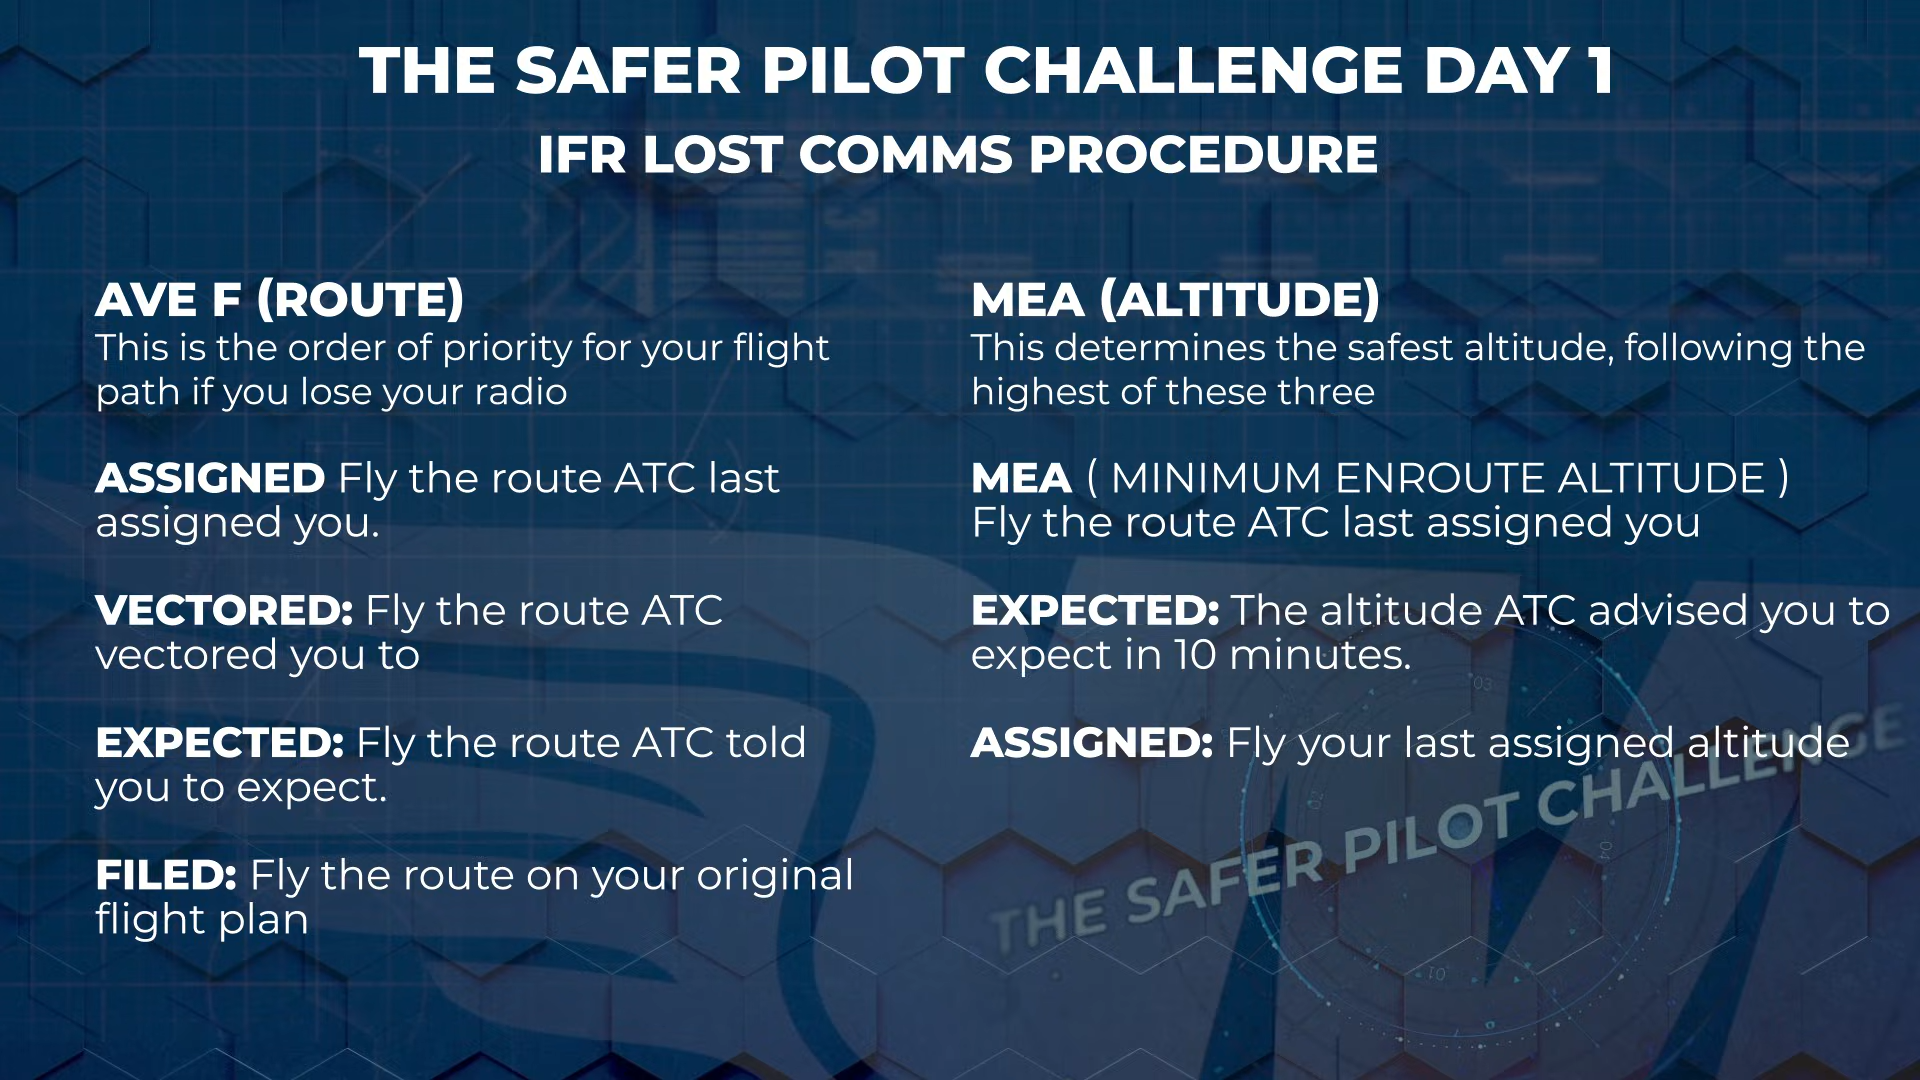 THE SAFER PILOT CHALLENGE DAY 1
IFR LOST COMMS PROCEDURE
AVE F (ROUTE)
This is the order of priority for your flight
path if you lose your radio
ASSIGNED Fly the route ATC last
assigned you.
VECTORED: Fly the route ATC
vectored you to
EXPECTED: Fly the route ATC told
you to expect.
FILED: Fly the route on your original
flight plan
MEA (ALTITUDE)
This determines the safest altitude, following the
highest of these three
MEA ( MINIMUM ENROUTE ALTITUDE )
Fly the route ATC last assigned you
EXPECTED: The altitude ATC advised you to
expect in 10 minutes.
ASSIGNED: Fly your last assigned altitude
THE SAFER PILOT CHALLENGE
03
02
04
01